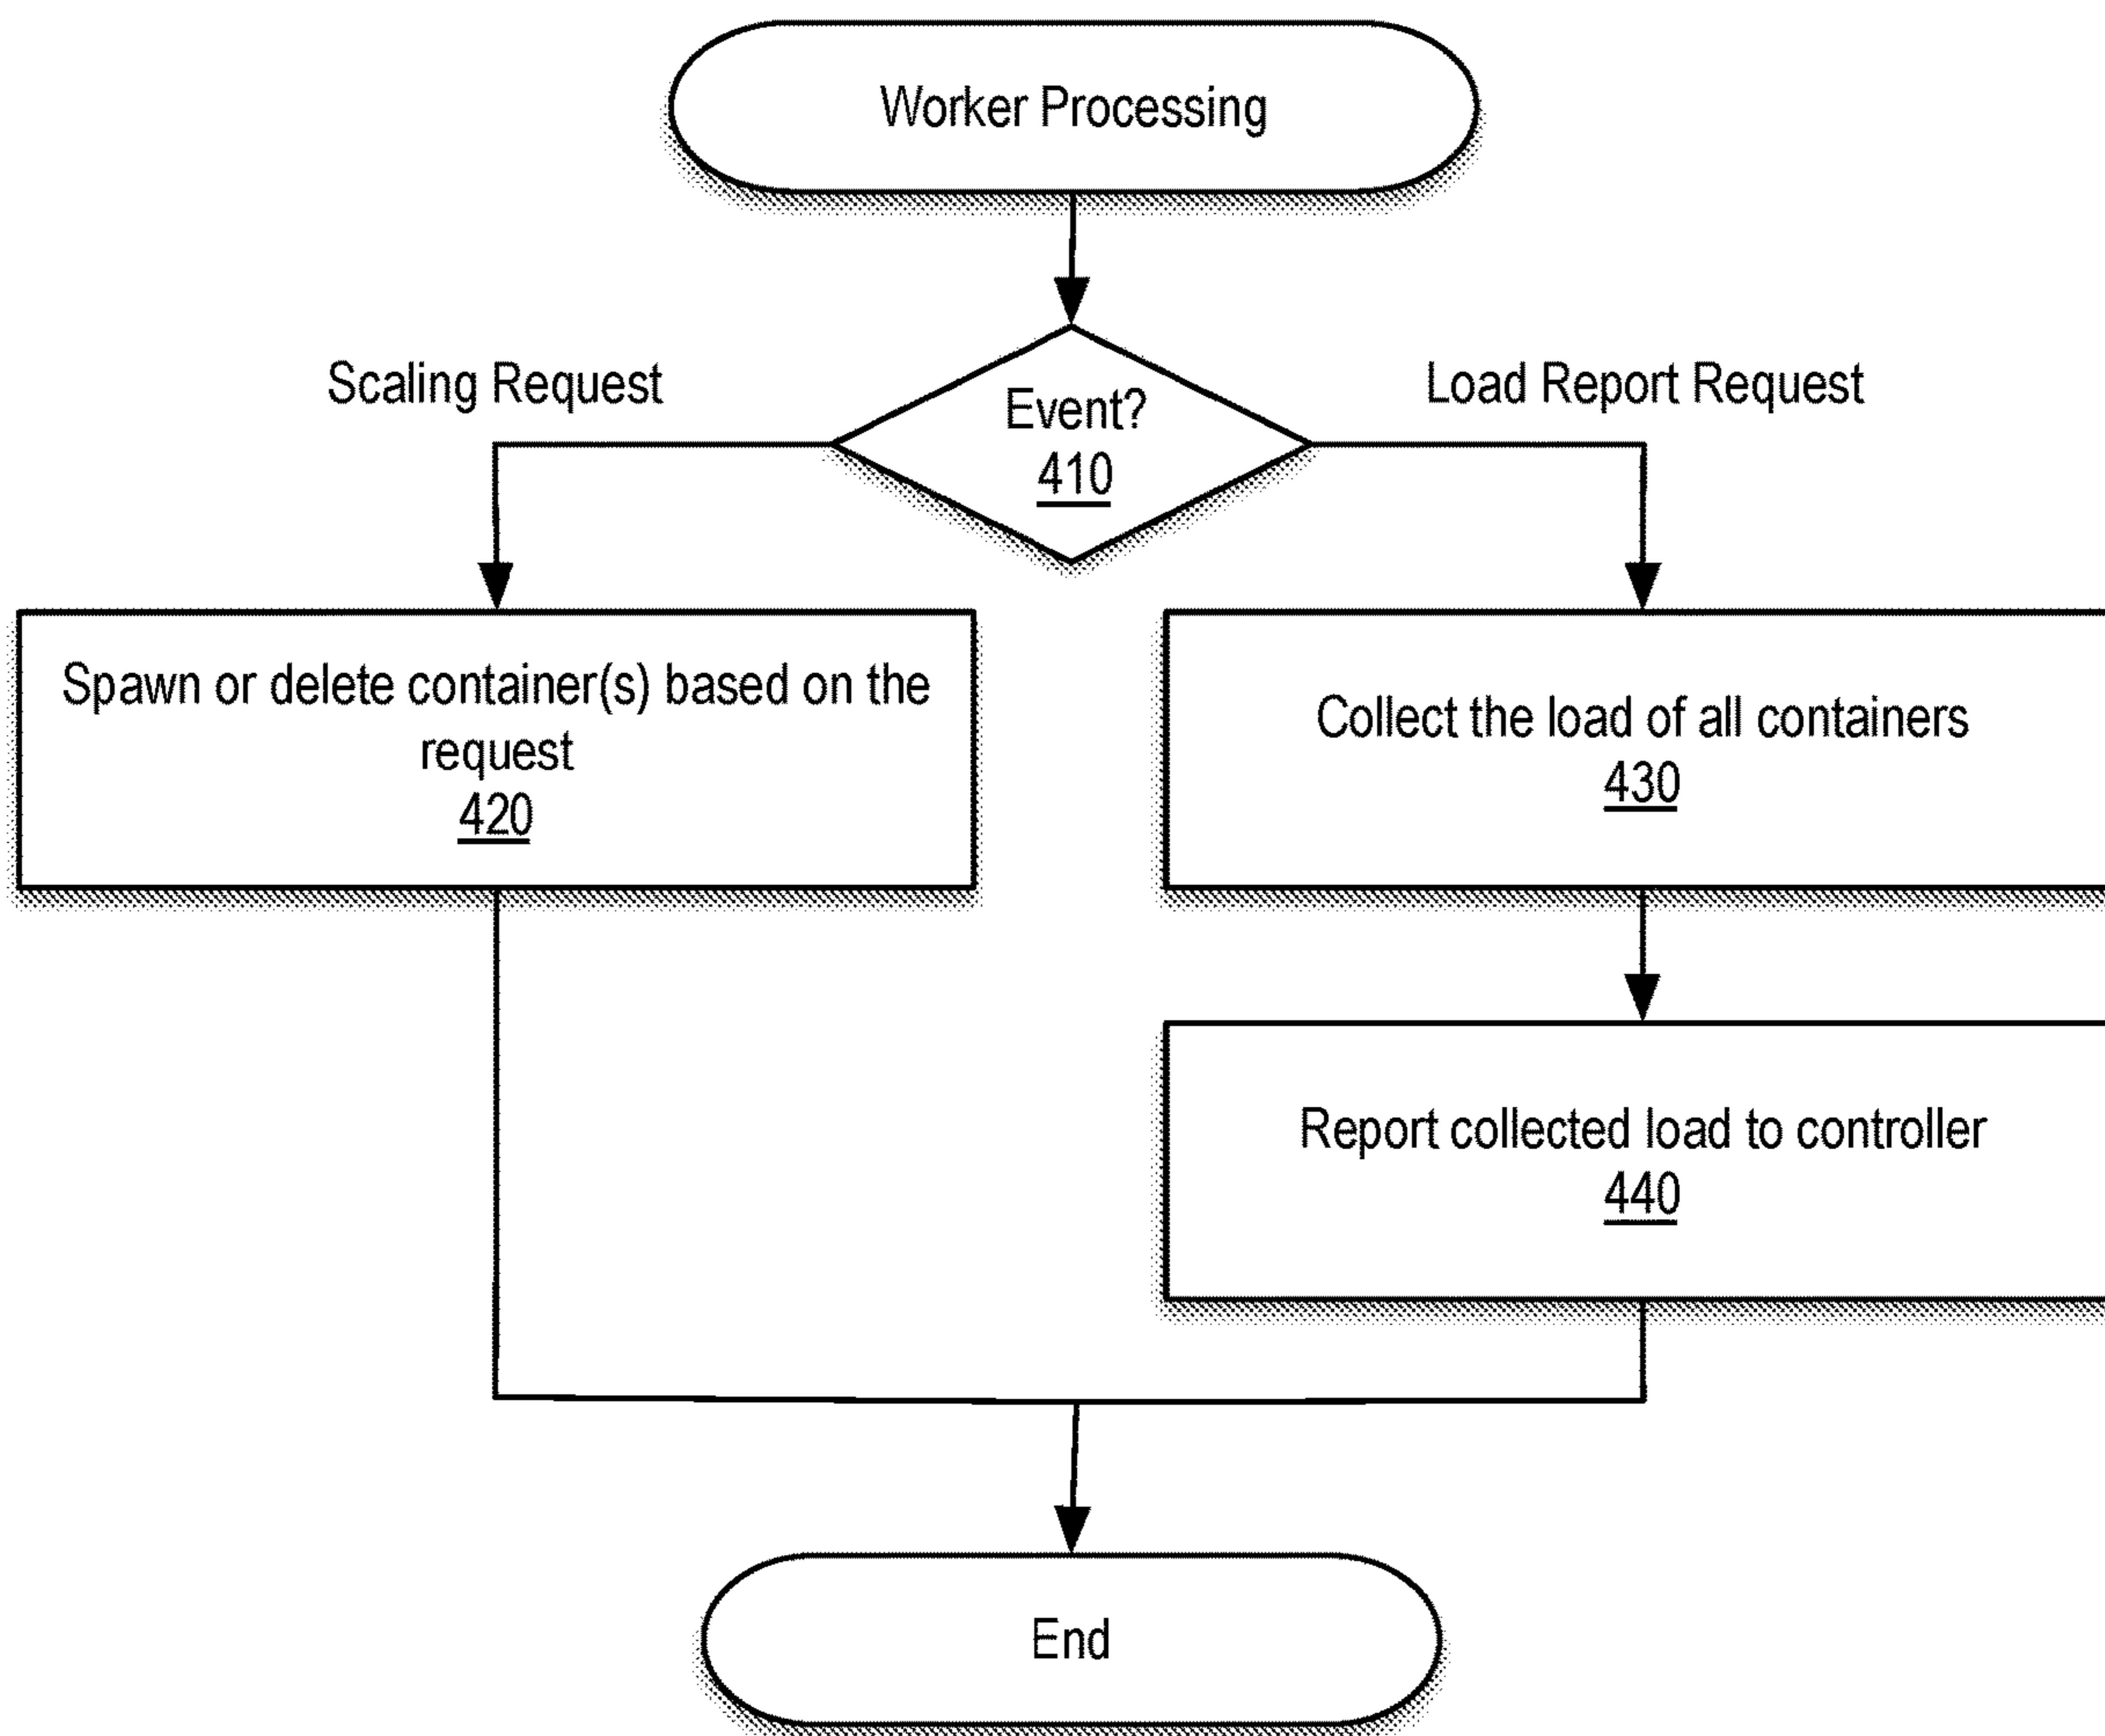 Worker Processing
Scaling Request
Event?
410
Load Report Request
Spawn or delete container(s) based on the
request
420
Collect the load of all containers
430
Report collected load to controller
440
End